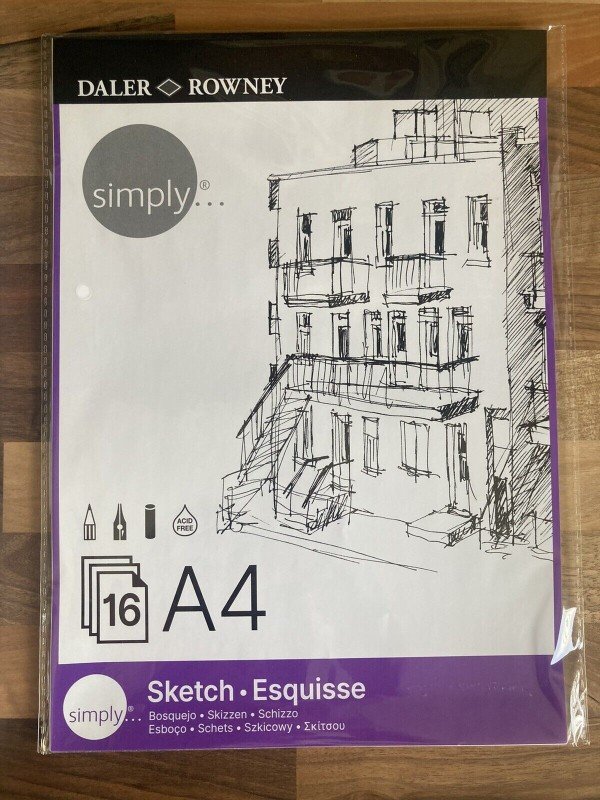 DALER ROWNEY
simply®...
ACID
FREE
16 A4
simply...
Sketch • Esquisse
Bosquejo • Skizzen • Schizzo
Esboço • Schets • Szkicowy • Σκίτσου